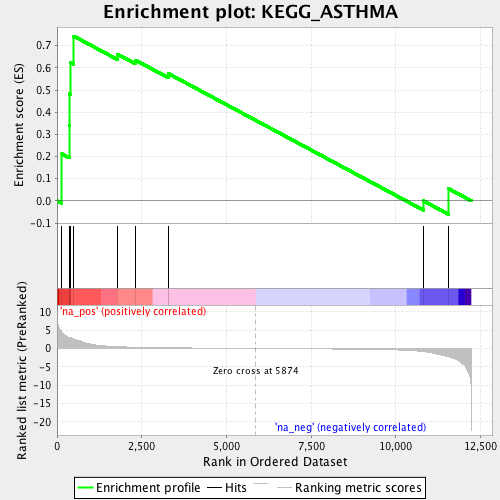 Enrichment plot: KEGG_ASTHMA
Enrichment score (ES)
0.7
0.6
0.5
0.4
0.3
0.2
0.1
0.0
-0.1
'na_pos' (positively correlated)
Ranked list metric (PreRanked)
10
5
0
-5
-10
-15
-20
Zero cross at 5874
'na_neg' (negatively correlated)
0
2,500
5,000
7,500
10,000
12,500
Rank in Ordered Dataset
Enrichment profile
Hits
Ranking metric scores